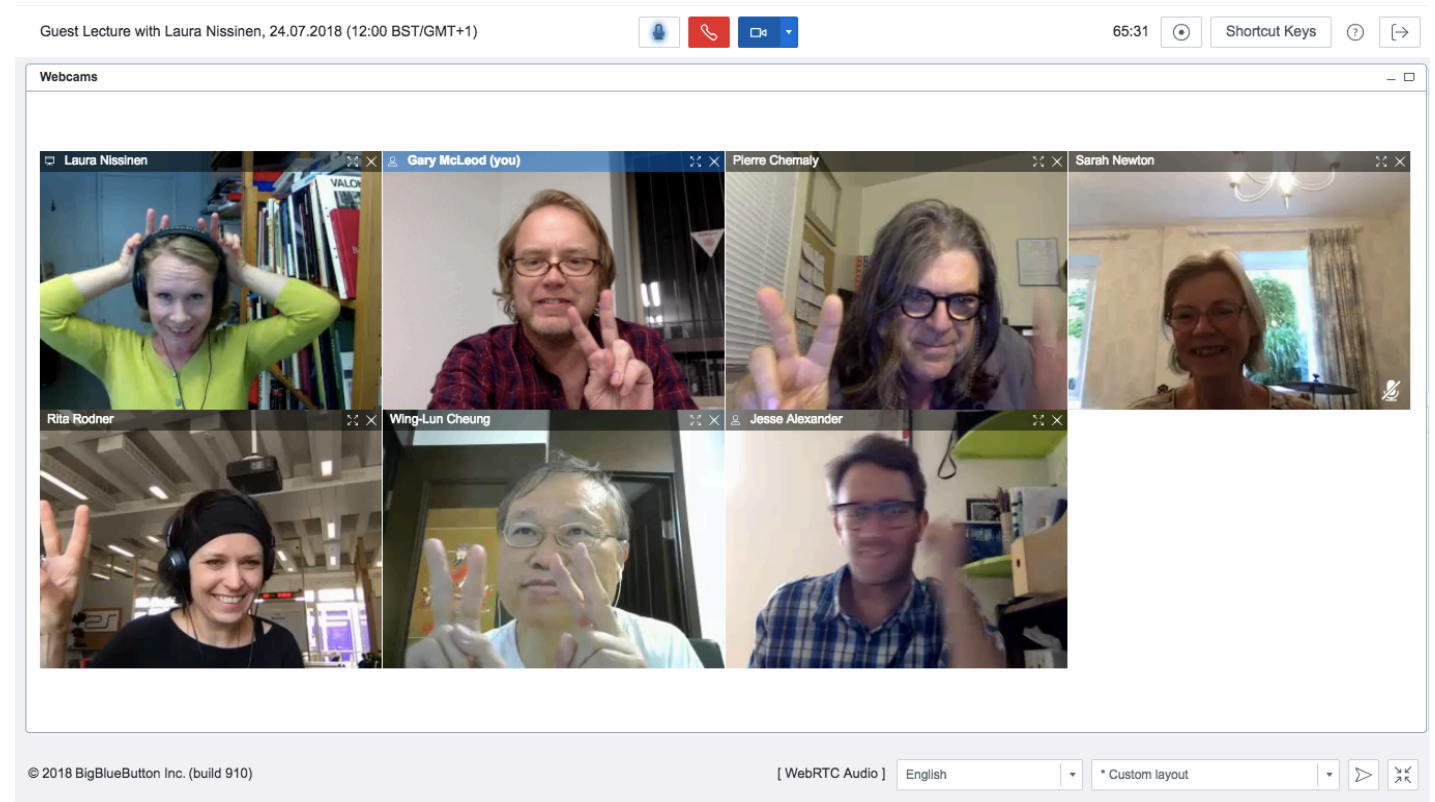 Guest Lecture with Laura Nissinen, 24.07.2018 (12:00 BST/GMT+1)
65:31
Shortcut Keys
?
Webcams
Laura Nissinen
Gary McLeod (you)
Pierre Chemaly
Sarah Newton
VALO
Rita Rodner
Wing-Lun Cheung
Jesse Alexander
© 2018 BigBlueButton Inc. (build 910)
[ WebRTC Audio ]
English
* Custom layout